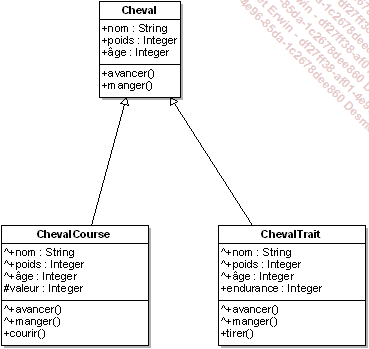 Cheval
+nom : String
+poids : Integer
+âge : Integer
+avancer()
+manger()
ChevalCourse
^+nom : String
^+poids : Integer
^+âge : Integer
#valeur : Integer
^+avancer()
^+manger()
+courir()
ChevalTrait
^+nom : String
^+poids : Integer
^+âge : Integer
+endurance : Integer
^+avancer()
^+manger()
+tirer()